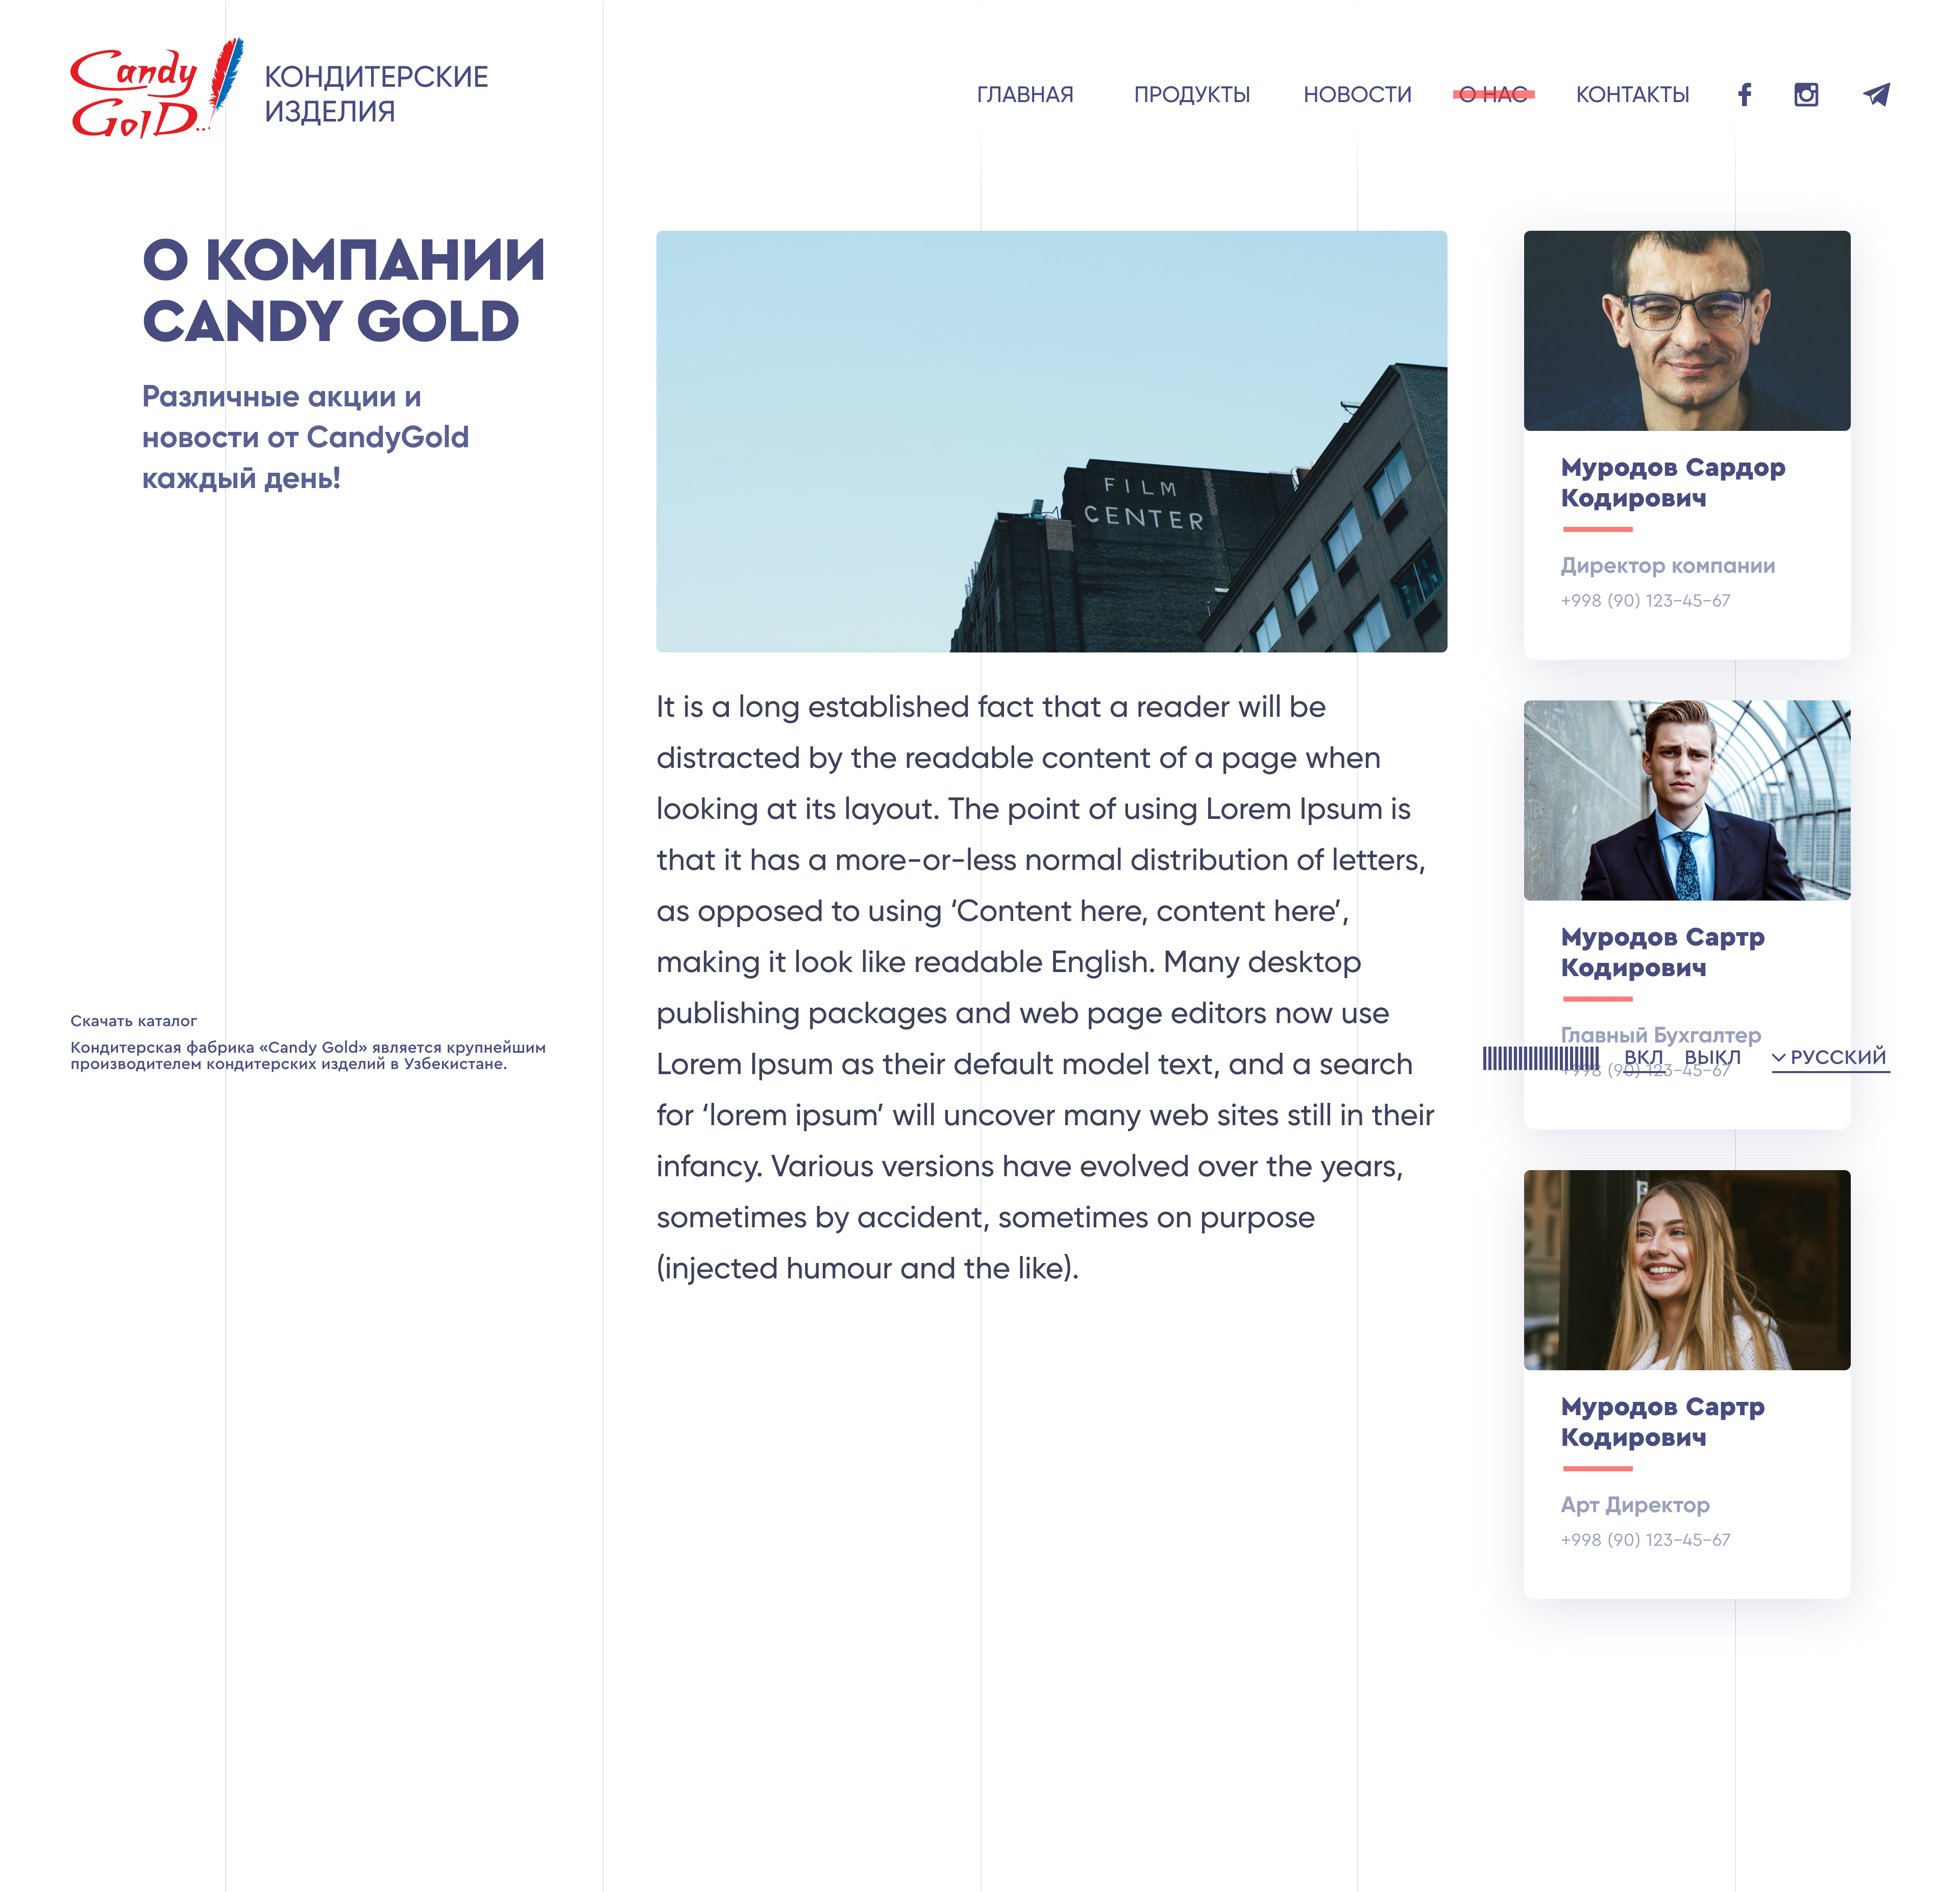 Candy
GolD...
КОНДИТЕРСКИЕ
ИЗДЕЛИЯ
ГЛАВНАЯ
ПРОДУКТЫ
НОВОСТИ
О НАС
КОНТАКТЫ
О КОМПАНИИ
CANDY GOLD
Различные акции и
новости от CandyGold
каждый день!
Скачать каталог
Кондитерская фабрика «Candy Gold» является крупнейшим
производителем кондитерских изделий в Узбекистане.
FILM
CENTER
It is a long established fact that a reader will be
distracted by the readable content of a page when
looking at its layout. The point of using Lorem Ipsum is
that it has a more-or-less normal distribution of letters,
as opposed to using ‘Content here, content here’,
making it look like readable English. Many desktop
publishing packages and web page editors now use
Lorem Ipsum as their default model text, and a search
for ‘lorem ipsum’ will uncover many web sites still in their
infancy. Various versions have evolved over the years,
sometimes by accident, sometimes on purpose
(injected humour and the like).
Муродов Сардор
Кодирович
Директор компании
+998 (90) 123-45-67
Муродов Сартр
Кодирович
Главный Бухгалтер
+998 (90) 123-45-67
ВКЛ
ВЫКЛ
РУССКИЙ
Муродов Сартр
Кодирович
Арт Директор
+998 (90) 123-45-67